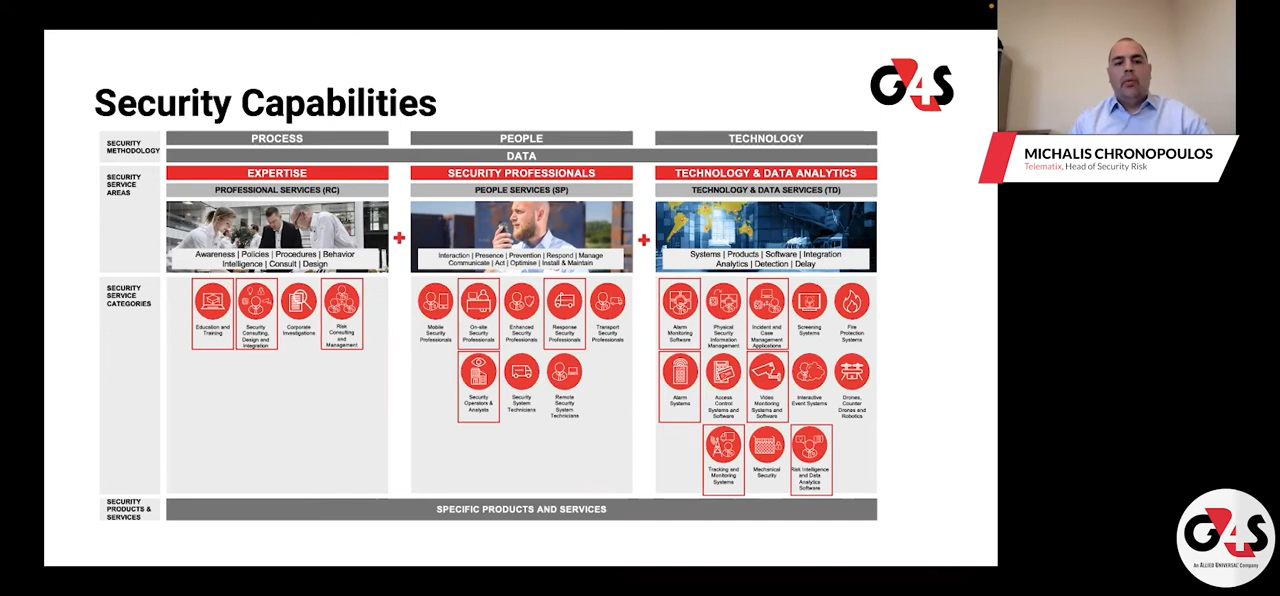 G4S
Security Capabilities
SECURITY
METHODOLOGY
PROCESS
PEOPLE
TECHNOLOGY
DATA
SECURITY
SERVICE
AREAS
EXPERTISE
SECURITY PROFESSIONALS
TECHNOLOGY & DATA ANALYTICS
PROFESSIONAL SERVICES (RC)
PEOPLE SERVICES (SP)
TECHNOLOGY & DATA SERVICES (TD)
Awareness | Policies | Procedures | Behavior
Intelligence | Consult | Design
+
Interaction | Presence | Prevention | Respond | Manage
Communicate | Act | Optimise | Install & Maintain
+
Systems | Products | Software | Integration
Analytics | Detection | Delay
SECURITY
SERVICE
CATEGORIES
Education and
Training
Security
Consulting,
Design and
Integration
Corporate
Investigations
Risk
Consulting
and
Management
Mobile
Security
Professionals
On-site
Security
Professionals
Enhanced
Security
Professionals
Response
Security
Professionals
Transport
Security
Professionals
Security
Operators &
Analysts
Security
System
Technicians
Remote
Security
System
Technicians
Alarm
Monitoring
Software
Physical
Security
Information
Management
Incident and
Case
Management
Applications
Screening
Systems
Fire
Protection
Systems
Alarm
Systems
Access
Control
Systems and
Software
Video
Monitoring
Systems and
Software
Interactive
Event Systems
Drones,
Counter
Drones and
Robotics
Tracking and
Monitoring
Systems
Mechanical
Security
Risk Intelligence
and Data
Analytics
Software
SECURITY
PRODUCTS &
SERVICES
SPECIFIC PRODUCTS AND SERVICES
MICHALIS CHRONOPOULOS
Telematix, Head of Security Risk
G4S
An ALLIED UNIVERSAL Company